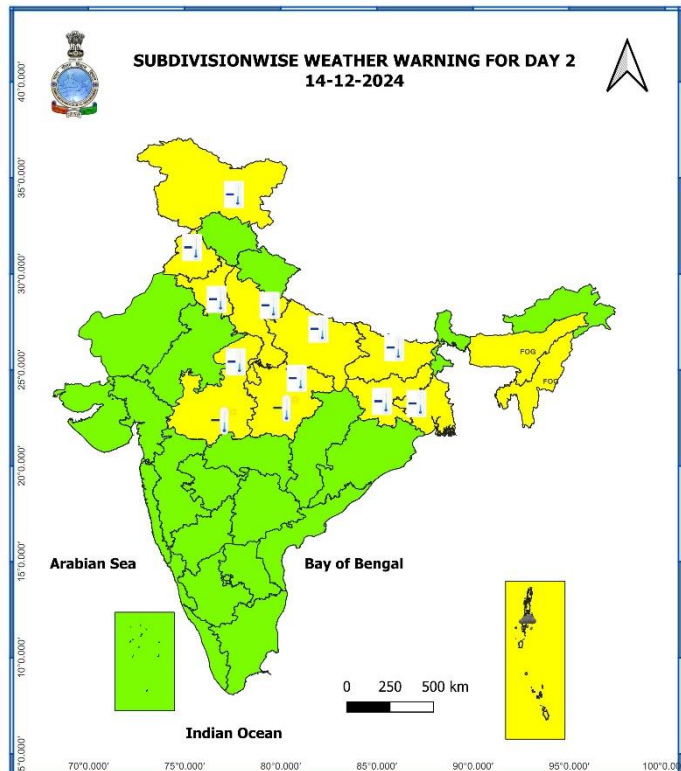 SUBDIVISIONWISE WEATHER WARNING FOR DAY 2
14-12-2024
40°0.000'
35°0.000'
30°0.000'
25°0.000'
20°0.000'
15°0.000'
10°0.000'
5°0.000'
FOG
FOG
Arabian Sea
Bay of Bengal
0 250 500 km
Indian Ocean
70°0.000' 75°0.000' 80°0.000' 85°0.000' 90°0.000' 95°0.000' 100°0.0